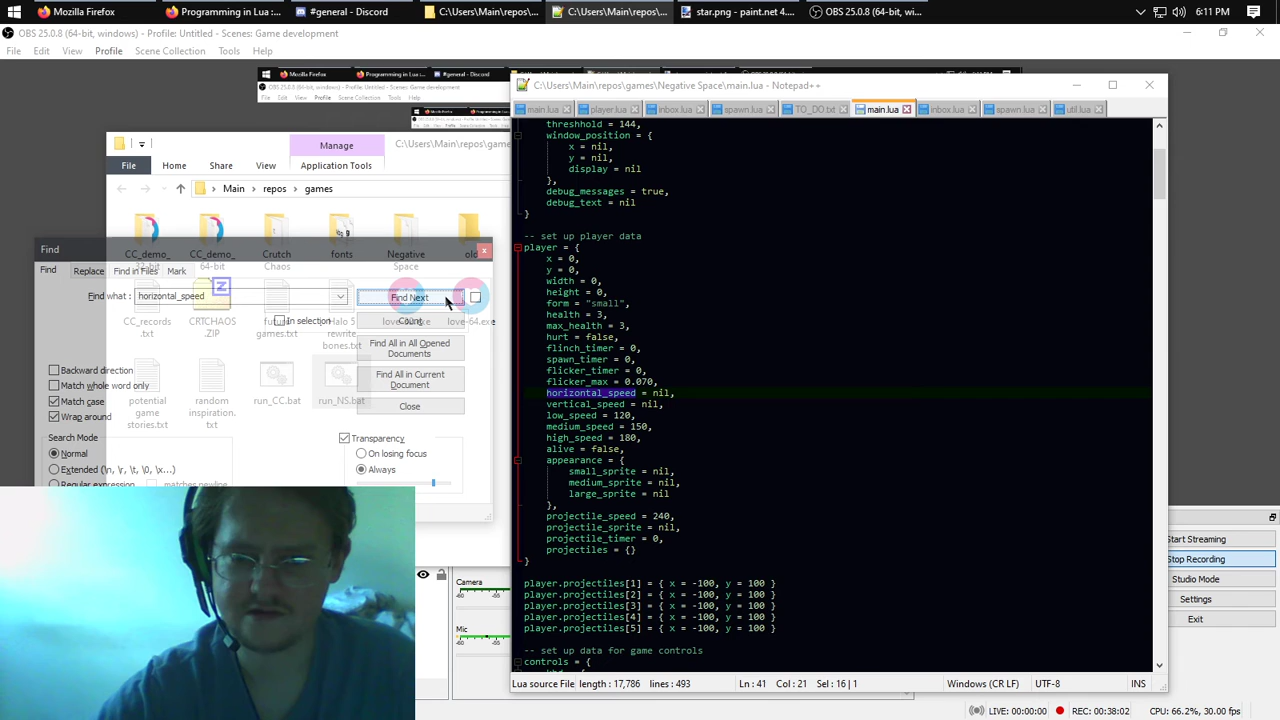 Mozilla Firefox
Programming in Lua :
#general - Discord
C:\Users\Main\repos\...
C:\Users\Main\repos\...
star.png - paint.net 4....
OBS 25.0.8 (64-bit, win...
6:11 PM
OBS 25.0.8 (64-bit, windows) - Profile: Untitled - Scenes: Game development
File Edit View Profile Scene Collection Tools Help
Mozilla Firefox
Programming in Lua :
#general - Discord
C:\Users\Main\repos\games\Negative Space\main.lua - Notepad++
main.lua
player.lua
inbox.lua
spawn.lua
TO_DO.txt
main.lua
inbox.lua
spawn.lua
util.lua
threshhold = 144,
window_position = {
x = nil,
y = nil,
display = nil
},
debug_messages = true,
debug_text = nil
}
-- set up player data
player = {
x = 0,
y = 0,
width = 0,
height = 0,
form = "small",
health = 3,
max_health = 3,
hurt = false,
flinch_timer = 0,
spawn_timer = 0,
flicker_timer = 0,
flicker_max = 0.070,
horizontal_speed = nil,
vertical_speed = nil,
low_speed = 120,
medium_speed = 150,
high_speed = 180,
alive = false,
appearance = {
small_sprite = nil,
medium_sprite = nil,
large_sprite = nil
},
projectile_speed = 240,
projectile_sprite = nil,
projectile_timer = 0,
projectiles = {}
}
player.projectiles[1] = { x = -100, y = 100 }
player.projectiles[2] = { x = -100, y = 100 }
player.projectiles[3] = { x = -100, y = 100 }
player.projectiles[4] = { x = -100, y = 100 }
player.projectiles[5] = { x = -100, y = 100 }
-- set up data for game controls
controls = {
Lua source File
length : 17,786
lines : 493
Ln : 41
Col : 21
Sel : 16 | 1
Windows (CR LF)
UTF-8
INS
Manage
C:\Users\Main\repos\game
File
Home
Share
View
Application Tools
Main
repos
games
CC_demo_
32-bit
CC_demo_
64-bit
Crutch
Chaos
fonts
Negative
Space
old
CC_records
.txt
CRTCHAOS
.ZIP
games.txt
Halo 5
rewrite
bones.txt
love-64.exe
potential
game
stories.txt
random
inspiration.
txt
run_CC.bat
run_NS.bat
Find
Find
Replace
Find in Files
Mark
Find what :
horizontal_speed
Find Next
In selection
Count
Find All in All Opened
Documents
Find All in Current
Document
Close
Backward direction
Match whole word only
Match case
Wrap around
Search Mode
Normal
Extended (\n, \r, \t, \0, \x...)
Regular expression
. matches newline
Transparency
On losing focus
Always
Camera
-60
-55
Mic
-60
-55
Start Streaming
Stop Recording
Studio Mode
Settings
Exit
LIVE: 00:00:00
REC: 00:38:02
CPU: 66.2%, 30.00 fps